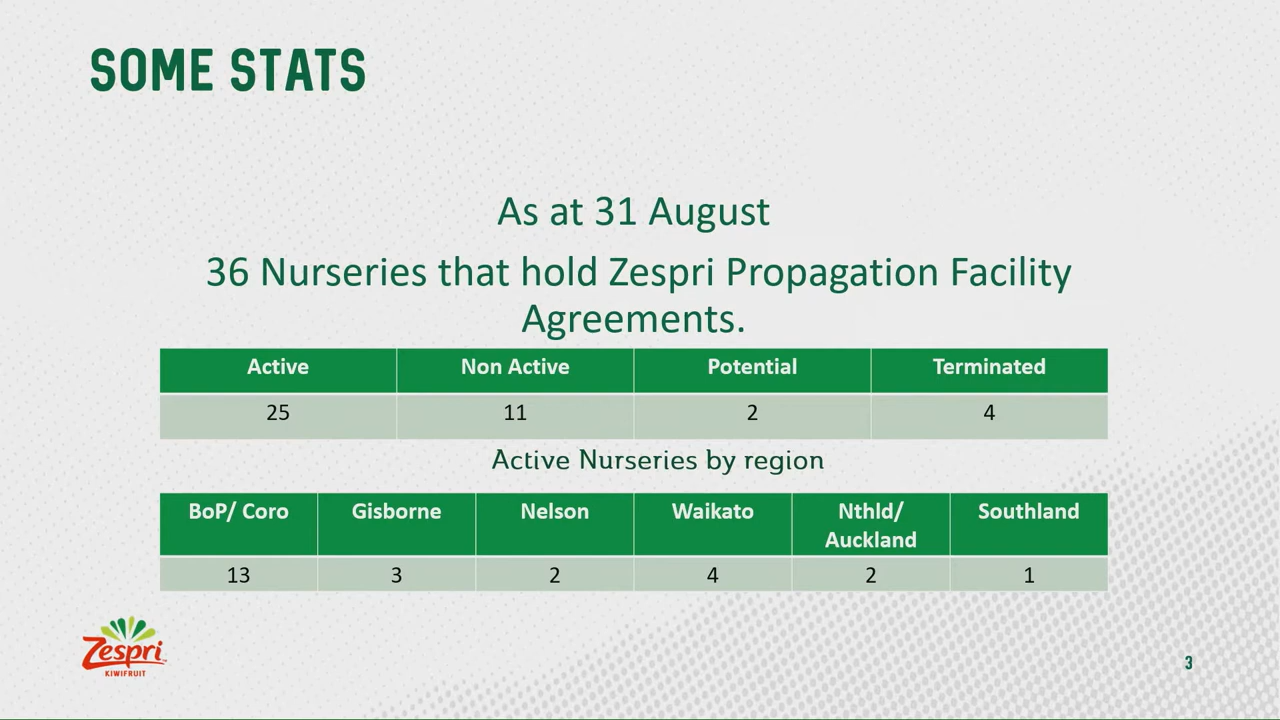 SOME STATS
As at 31 August
36 Nurseries that hold Zespri Propagation Facility
Agreements.
Active Non Active Potential Terminated
25 11 2 4
Active Nurseries by region
BoP/ Coro Gisborne Nelson Waikato Nthld/ Southland
Auckland
13 3 2 4 2 1
Zespri
KIWIFRUIT
3